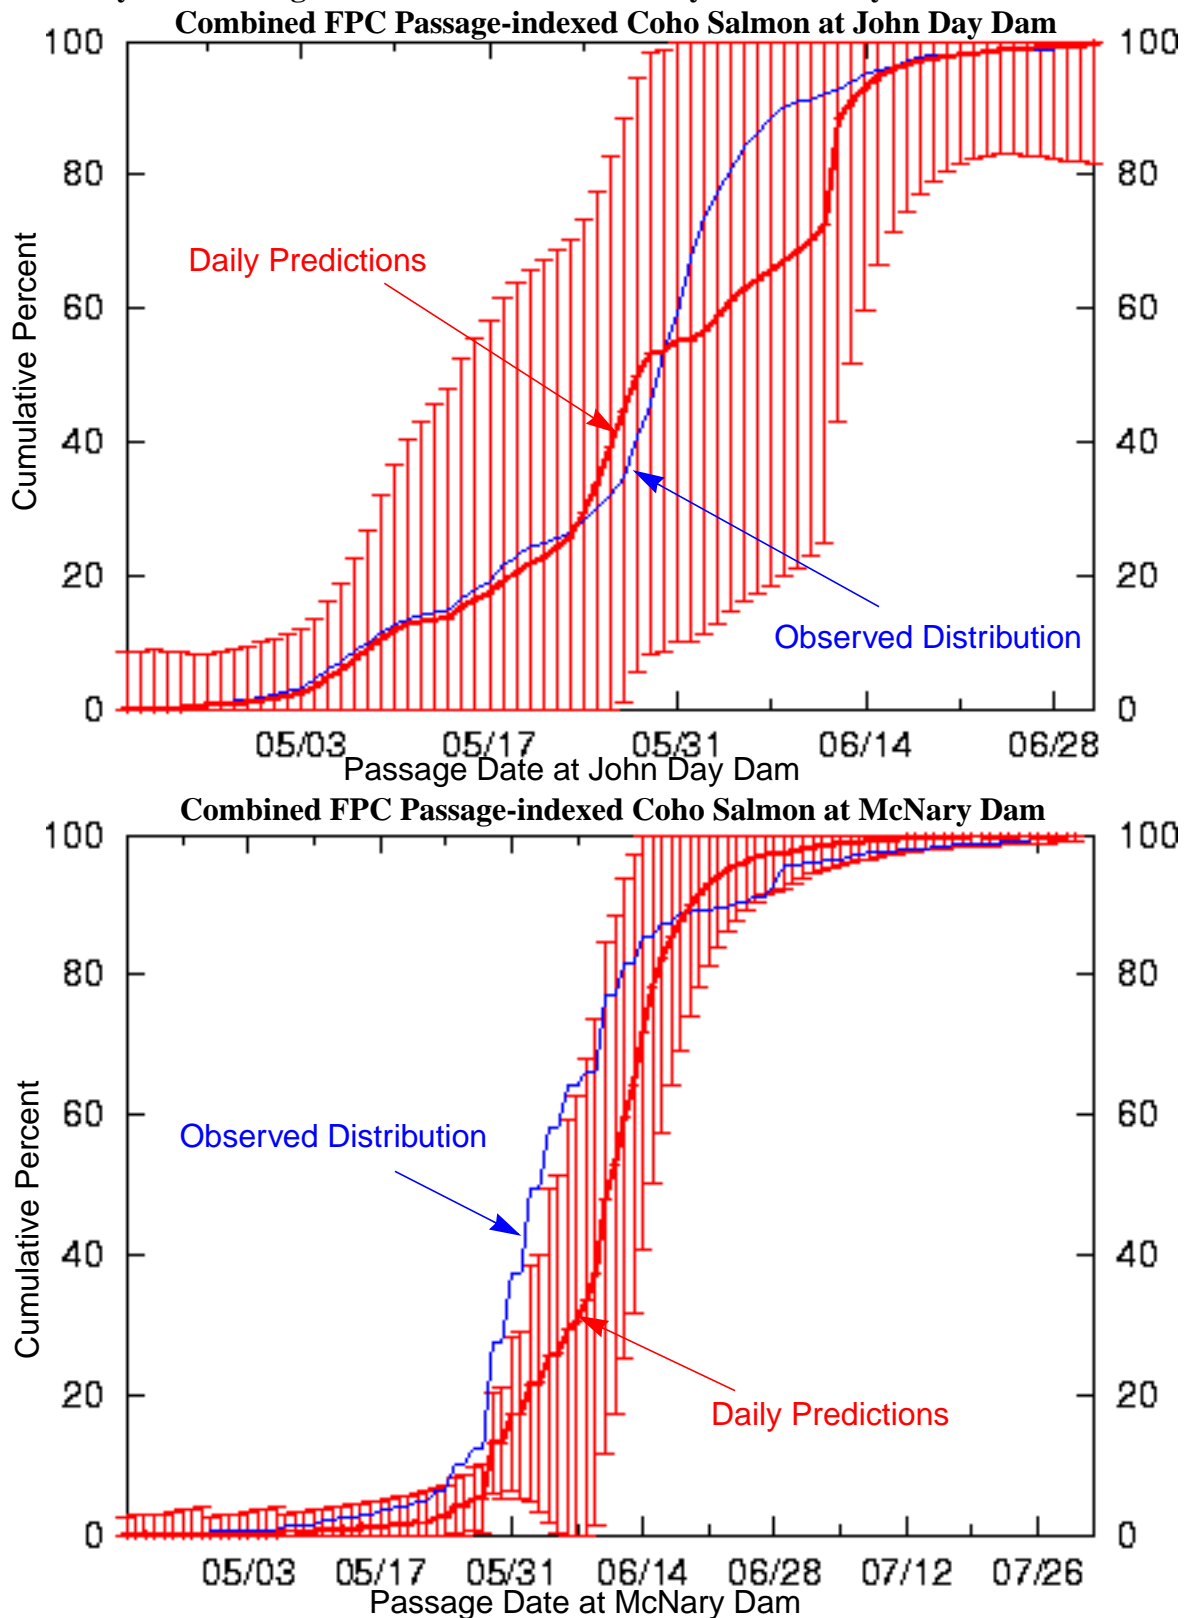 Combined FPC Passage-indexed Coho Salmon at John Day Dam
100 100
80 80
Daily Predictions
60 60
Cumulative Percent
40 40
20 20
Observed Distribution
0 0
05/03 05/17 05/31 06/14 06/28
Passage Date at John Day Dam
Combined FPC Passage-indexed Coho Salmon at McNary Dam
100 100
80 80
60 60
Observed Distribution
Cumulative Percent
40 40
20 20
Daily Predictions
0 0
05/03 05/17 05/31 06/14 06/28 07/12 07/26
Passage Date at McNary Dam